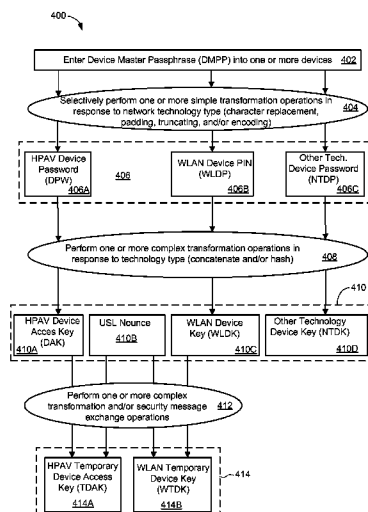 400
Enter Device Master Passphrase (DMPP) into one or more devices 402
Selectively perform one or more simple transformation operations in
response to network technology type (character replacement,
padding, truncating, and/or encoding)
404
HPAV Device
Password
(DPW)
406A
406
WLAN Device PIN
(WLDP)
406B
Other Tech.
Device Password
(NTDP)
406C
Perform one or more complex transformation operations in
response to technology type (concatenate and/or hash)
408
410
HPAV Device
Acces Key
(DAK)
410A
USL Nounce
410B
WLAN Device
Key (WLDK)
410C
Other Technology
Device Key (NTDK)
410D
Perform one or more complex
transformation and/or security message
exchange operations
412
414
HPAV Temporary
Device Access
Key (TDAK)
414A
WLAN Temporary
Device Key
(WTDK)
414B